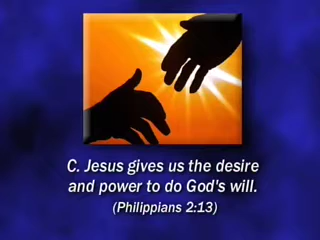 C. Jesus gives us the desire
and power to do God's will.
(Philippians 2:13)